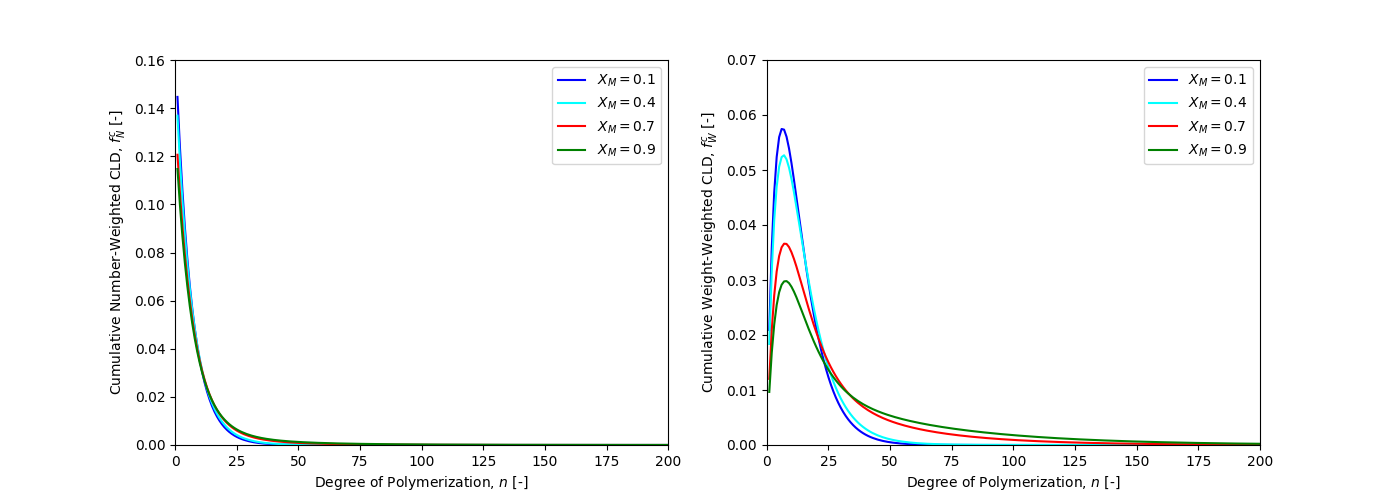 0.16
0.14
0.12
0.10
0.08
0.06
0.04
0.02
0.00
0
25
50
75
100
125
150
175
200
Cumulative Number-Weighted CLD, f^c_N [-]
Degree of Polymerization, n [-]
X_M = 0.1
X_M = 0.4
X_M = 0.7
X_M = 0.9
0.07
0.06
0.05
0.04
0.03
0.02
0.01
0.00
0
25
50
75
100
125
150
175
200
Cumulative Weight-Weighted CLD, f^c_W [-]
Degree of Polymerization, n [-]
X_M = 0.1
X_M = 0.4
X_M = 0.7
X_M = 0.9